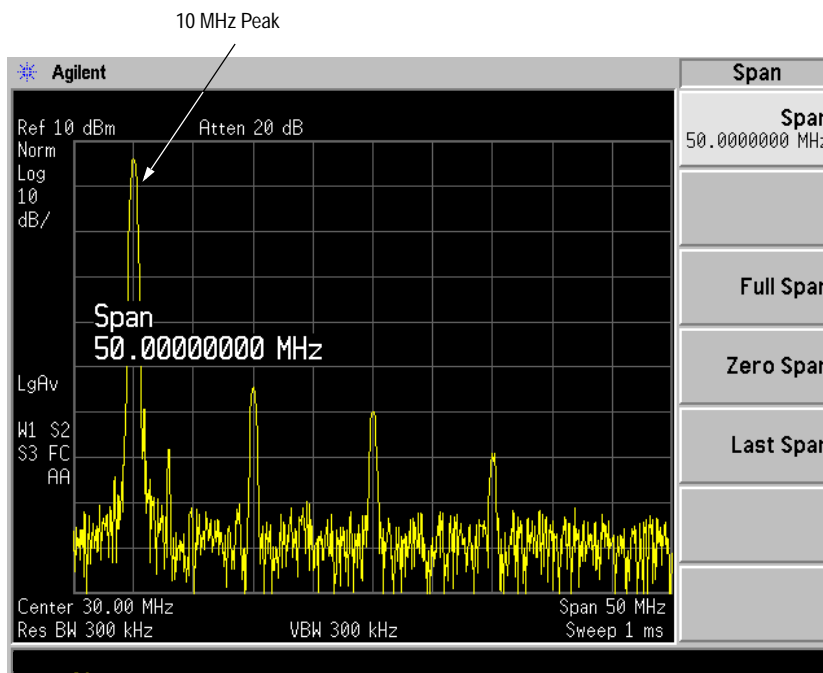 10 MHz Peak
Agilent
Span
Ref 10 dBm Atten 20 dB
Norm
Log
10
dB/
Span
50.00000000 MHz
LgAv
W1 S2
S3 FC
AA
Center 30.00 MHz Span 50 MHz
Res BW 300 kHz VBW 300 kHz Sweep 1 ms
Span
50.0000000 MHz
Full Span
Zero Span
Last Span